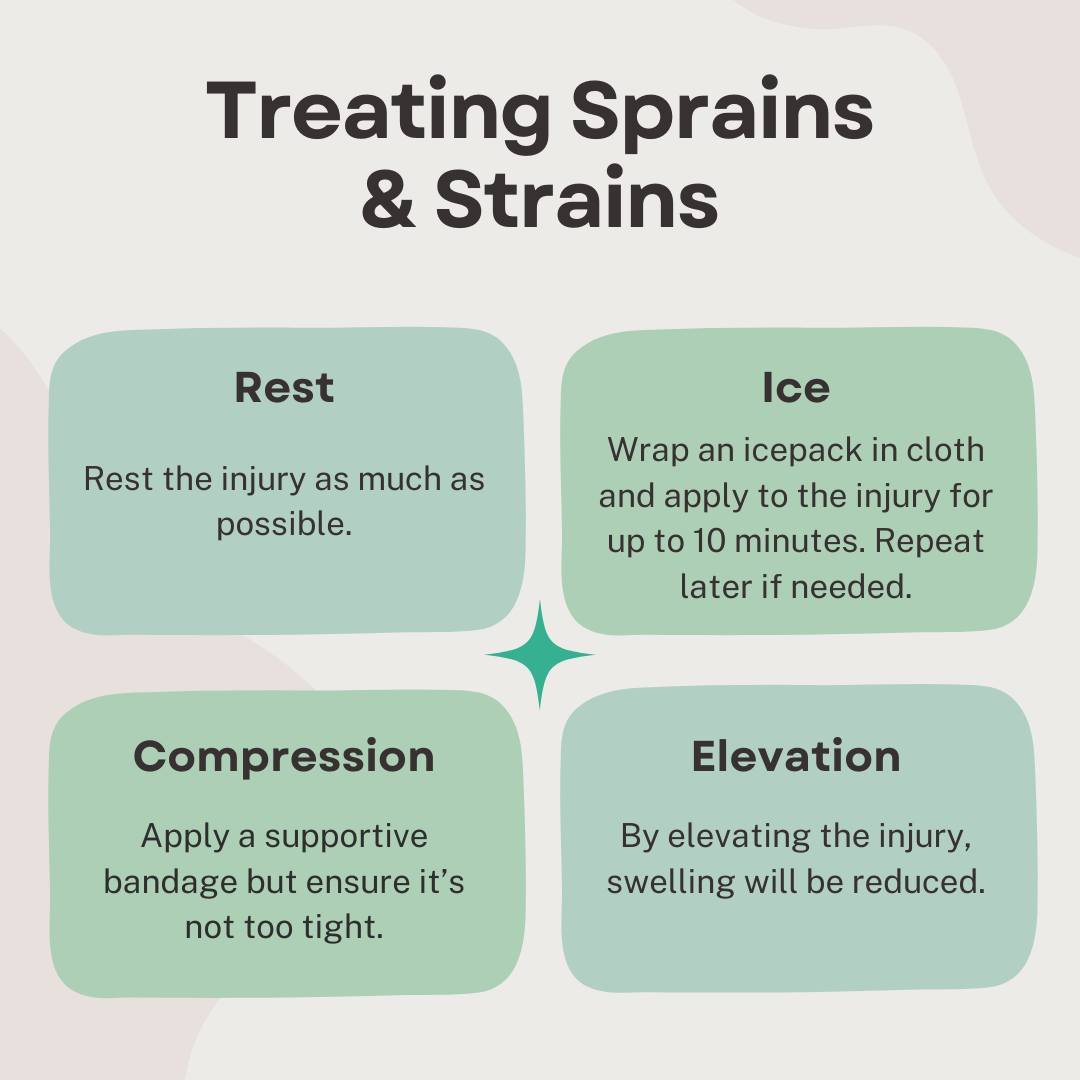 Treating Sprains
& Strains
Rest
Rest the injury as much as
possible.
Ice
Wrap an icepack in cloth
and apply to the injury for
up to 10 minutes. Repeat
later if needed.
Compression
Apply a supportive
bandage but ensure it’s
not too tight.
Elevation
By elevating the injury,
swelling will be reduced.